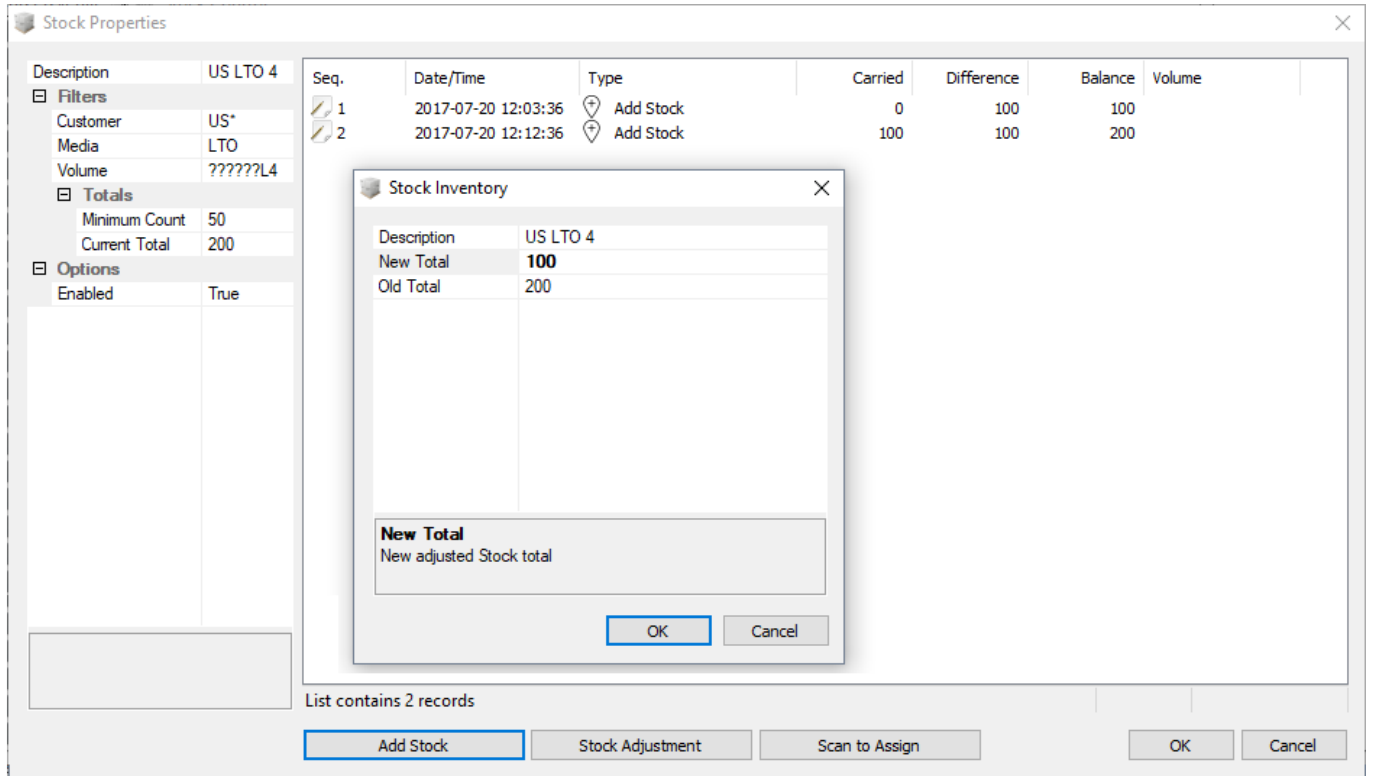 Stock Properties
Description US LTO 4
Filters
Customer US*
Media LTO
Volume ??????L4
Totals
Minimum Count 50
Current Total 200
Options
Enabled True
Seq. Date/Time Type Carried Difference Balance Volume
1 2017-07-20 12:03:36 Add Stock 0 100 100
2 2017-07-20 12:12:36 Add Stock 100 100 200
Stock Inventory
Description US LTO 4
New Total 100
Old Total 200
New Total
New adjusted Stock total
OK Cancel
List contains 2 records
Add Stock Stock Adjustment Scan to Assign OK Cancel